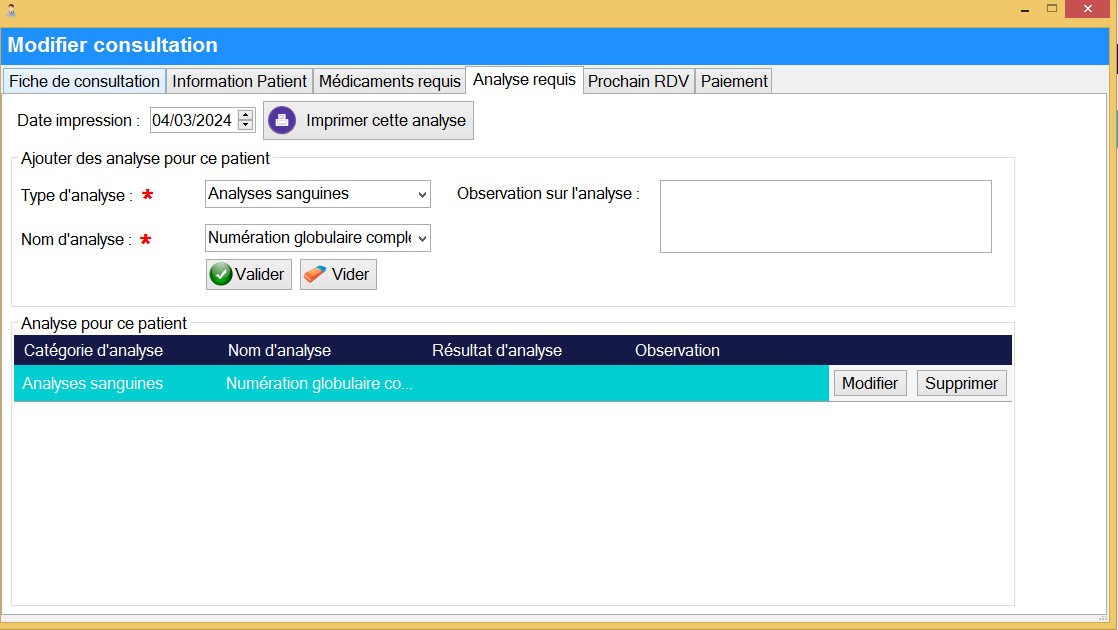 Modifier consultation
Fiche de consultation Information Patient Médicaments requis Analyse requis Prochain RDV Paiement
Date impression : 04/03/2024 Imprimer cette analyse
Ajouter des analyse pour ce patient
Type d'analyse : * Analyses sanguines Observation sur l'analyse :
Nom d'analyse : * Numération globulaire complè
Valider Vider
Analyse pour ce patient
Catégorie d'analyse Nom d'analyse Résultat d'analyse Observation
Analyses sanguines Numération globulaire co... Modifier Supprimer